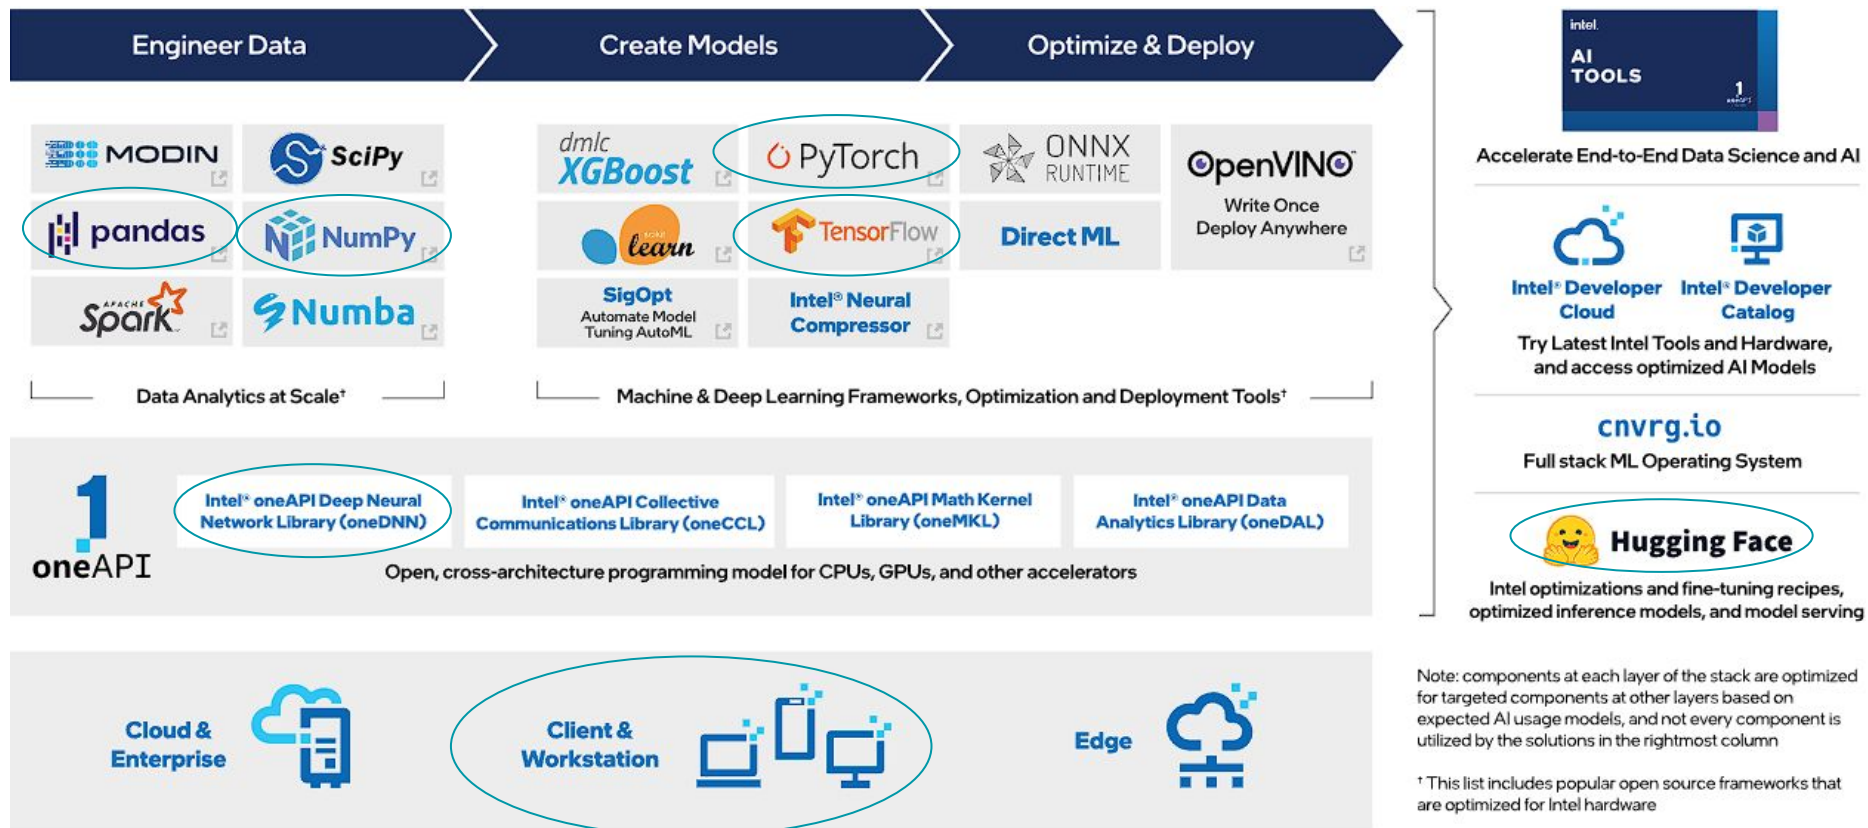 Engineer Data
Create Models
Optimize & Deploy
MODIN
SciPy
pandas
NumPy
APACHE
Spark™
Numba
dmlc
XGBoost
PyTorch
ONNX
RUNTIME
OpenVINO™
Write Once
Deploy Anywhere
scikit
learn
TensorFlow
Direct ML
SigOpt
Automate Model
Tuning AutoML
Intel® Neural
Compressor
Data Analytics at Scale†
Machine & Deep Learning Frameworks, Optimization and Deployment Tools†
1
oneAPI
Intel® oneAPI Deep Neural
Network Library (oneDNN)
Intel® oneAPI Collective
Communications Library (oneCCL)
Intel® oneAPI Math Kernel
Library (oneMKL)
Intel® oneAPI Data
Analytics Library (oneDAL)
Open, cross-architecture programming model for CPUs, GPUs, and other accelerators
Cloud &
Enterprise
Client &
Workstation
Edge
intel.
AI
TOOLS
1
oneAPI
Accelerate End-to-End Data Science and AI
Intel® Developer
Cloud
Intel® Developer
Catalog
Try Latest Intel Tools and Hardware,
and access optimized AI Models
cnvrg.io
Full stack ML Operating System
Hugging Face
Intel optimizations and fine-tuning recipes,
optimized inference models, and model serving
Note: components at each layer of the stack are optimized
for targeted components at other layers based on
expected AI usage models, and not every component is
utilized by the solutions in the rightmost column
† This list includes popular open source frameworks that
are optimized for Intel hardware